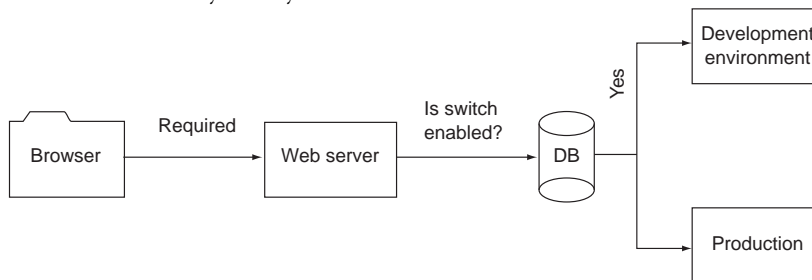 Browser
Required
Web server
Is switch
enabled?
DB
Yes
Development
environment
Production